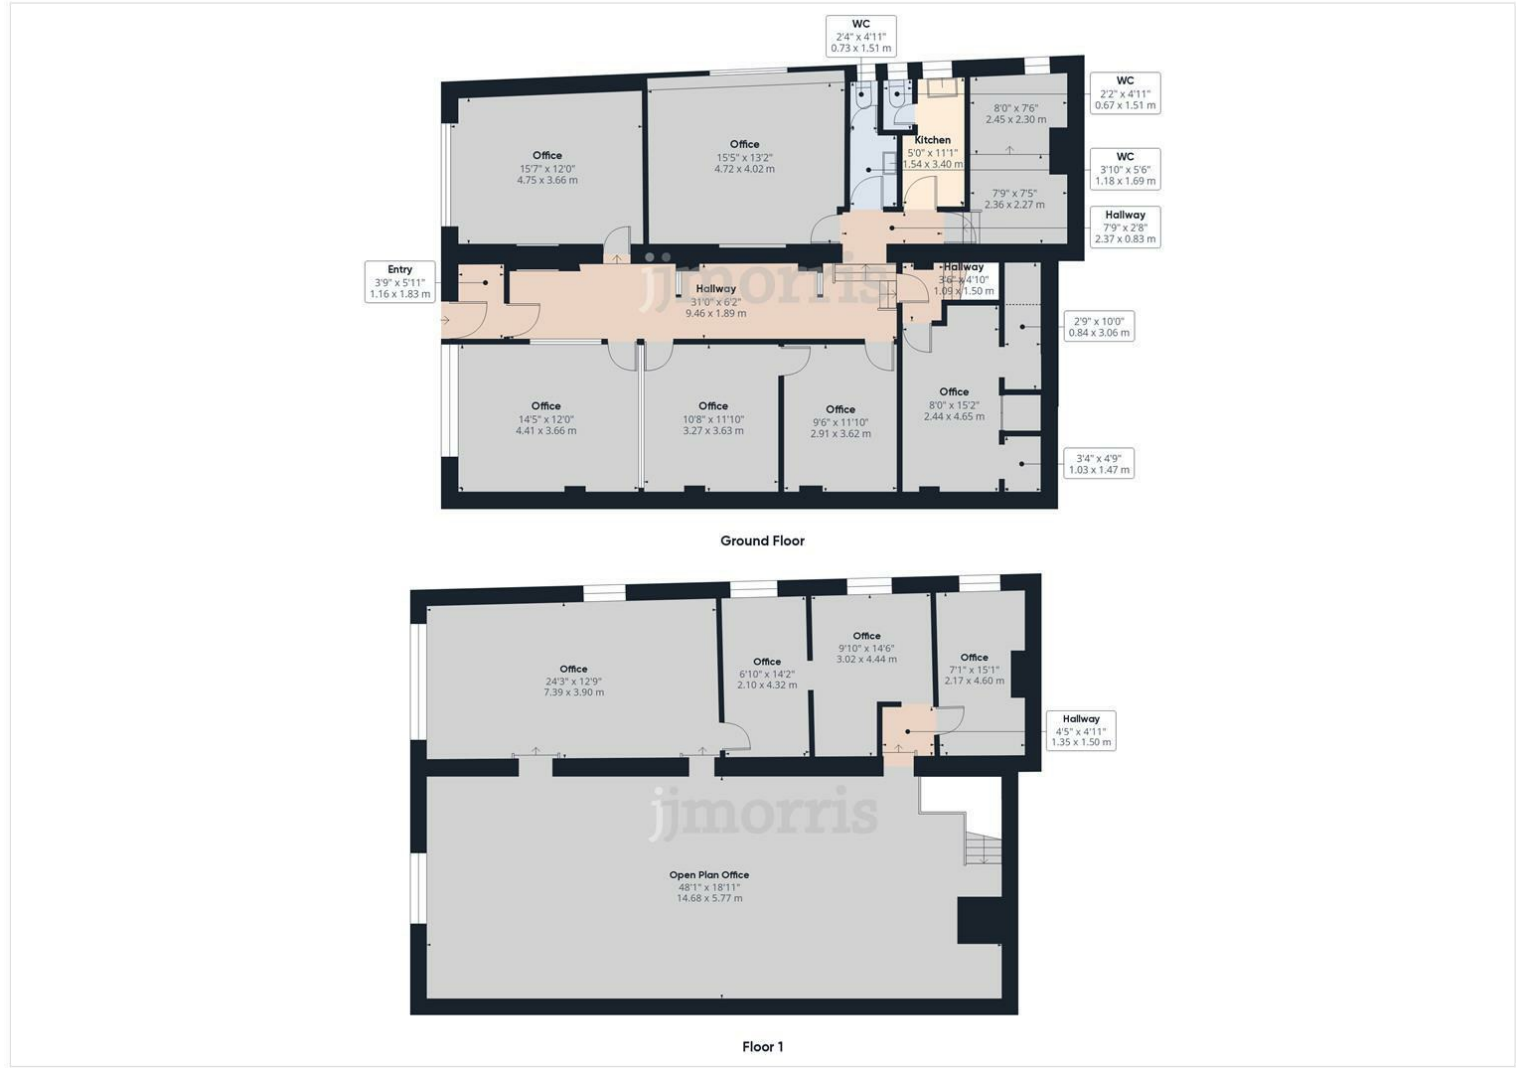 WC
2'4" x 4'11"
0.73 x 1.51 m
WC
2'2" x 4'11"
0.67 x 1.51 m
8'0" x 7'6"
2.45 x 2.30 m
Kitchen
5'0" x 11'1"
1.54 x 3.40 m
Office
15'5" x 13'2"
4.72 x 4.02 m
Office
15'7" x 12'0"
4.75 x 3.66 m
WC
3'10" x 5'6"
1.18 x 1.69 m
7'9" x 7'5"
2.36 x 2.27 m
Hallway
7'9" x 2'8"
2.37 x 0.83 m
Entry
3'9" x 5'11"
1.16 x 1.83 m
jjmorris
Hallway
31'0" x 6'2"
9.46 x 1.89 m
Hallway
3'6" x 4'10"
1.09 x 1.50 m
2'9" x 10'0"
0.84 x 3.06 m
Office
14'5" x 12'0"
4.41 x 3.66 m
Office
10'8" x 11'10"
3.27 x 3.63 m
Office
9'6" x 11'10"
2.91 x 3.62 m
Office
8'0" x 15'2"
2.44 x 4.65 m
3'4" x 4'9"
1.03 x 1.47 m
Ground Floor
Office
24'3" x 12'9"
7.39 x 3.90 m
Office
6'10" x 14'2"
2.10 x 4.32 m
Office
9'10" x 14'6"
3.02 x 4.44 m
Office
7'1" x 15'1"
2.17 x 4.60 m
Hallway
4'5" x 4'11"
1.35 x 1.50 m
jjmorris
Open Plan Office
48'1" x 18'11"
14.68 x 5.77 m
Floor 1